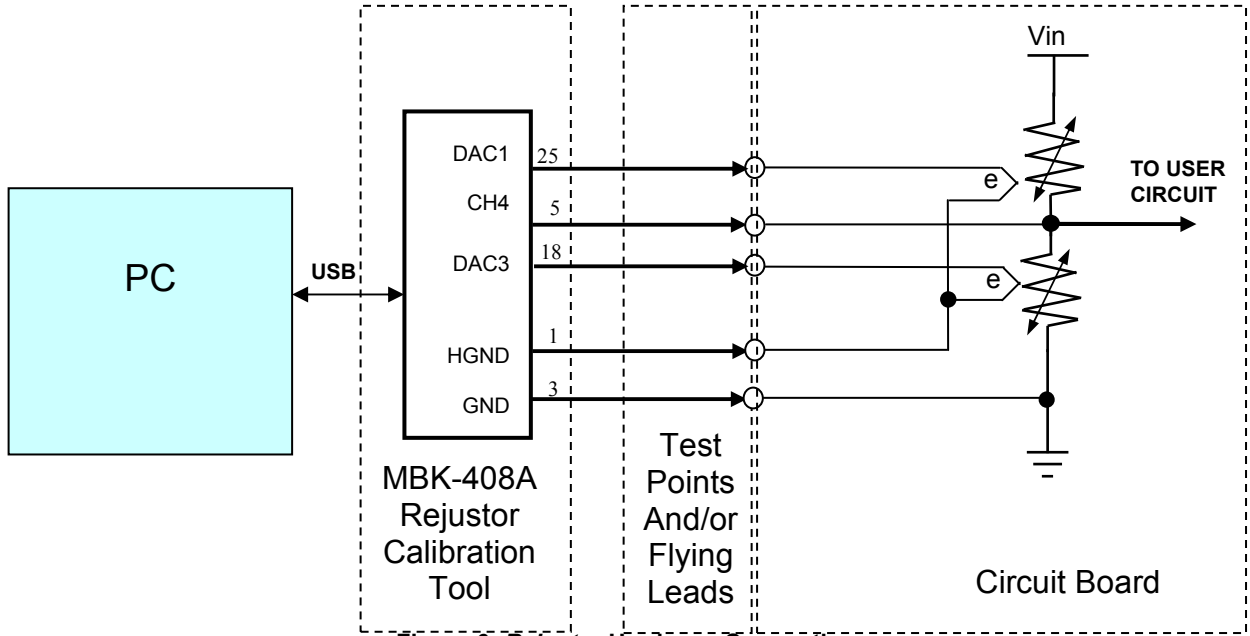 Vin
DAC1 25
CH4 5
DAC3 18
HGND 1
GND 3
PC
USB
e
e
TO USER
CIRCUIT
MBK-408A
Rejustor
Calibration
Tool
Test
Points
And/or
Flying
Leads
Circuit Board